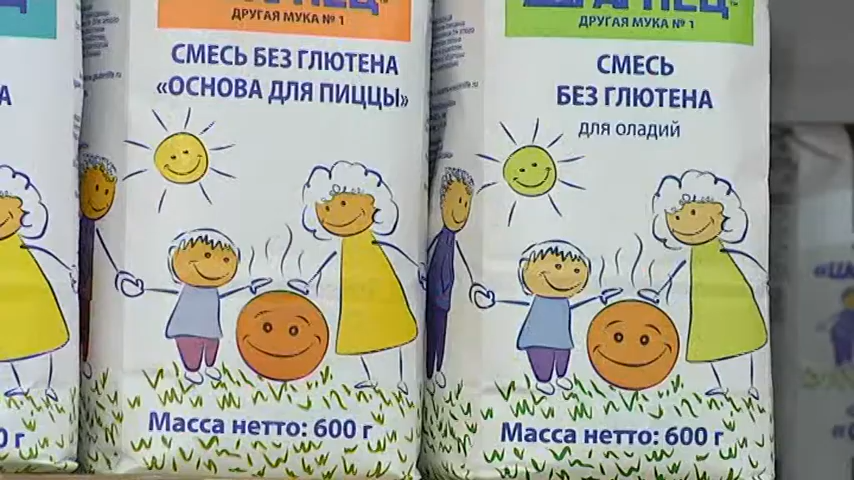 ДРУГАЯ МУКА № 1
СМЕСЬ БЕЗ ГЛЮТЕНА
«ОСНОВА ДЛЯ ПИЦЦЫ»
Масса нетто: 600 г
ДРУГАЯ МУКА № 1
СМЕСЬ
БЕЗ ГЛЮТЕНА
для оладий
Масса нетто: 600 г